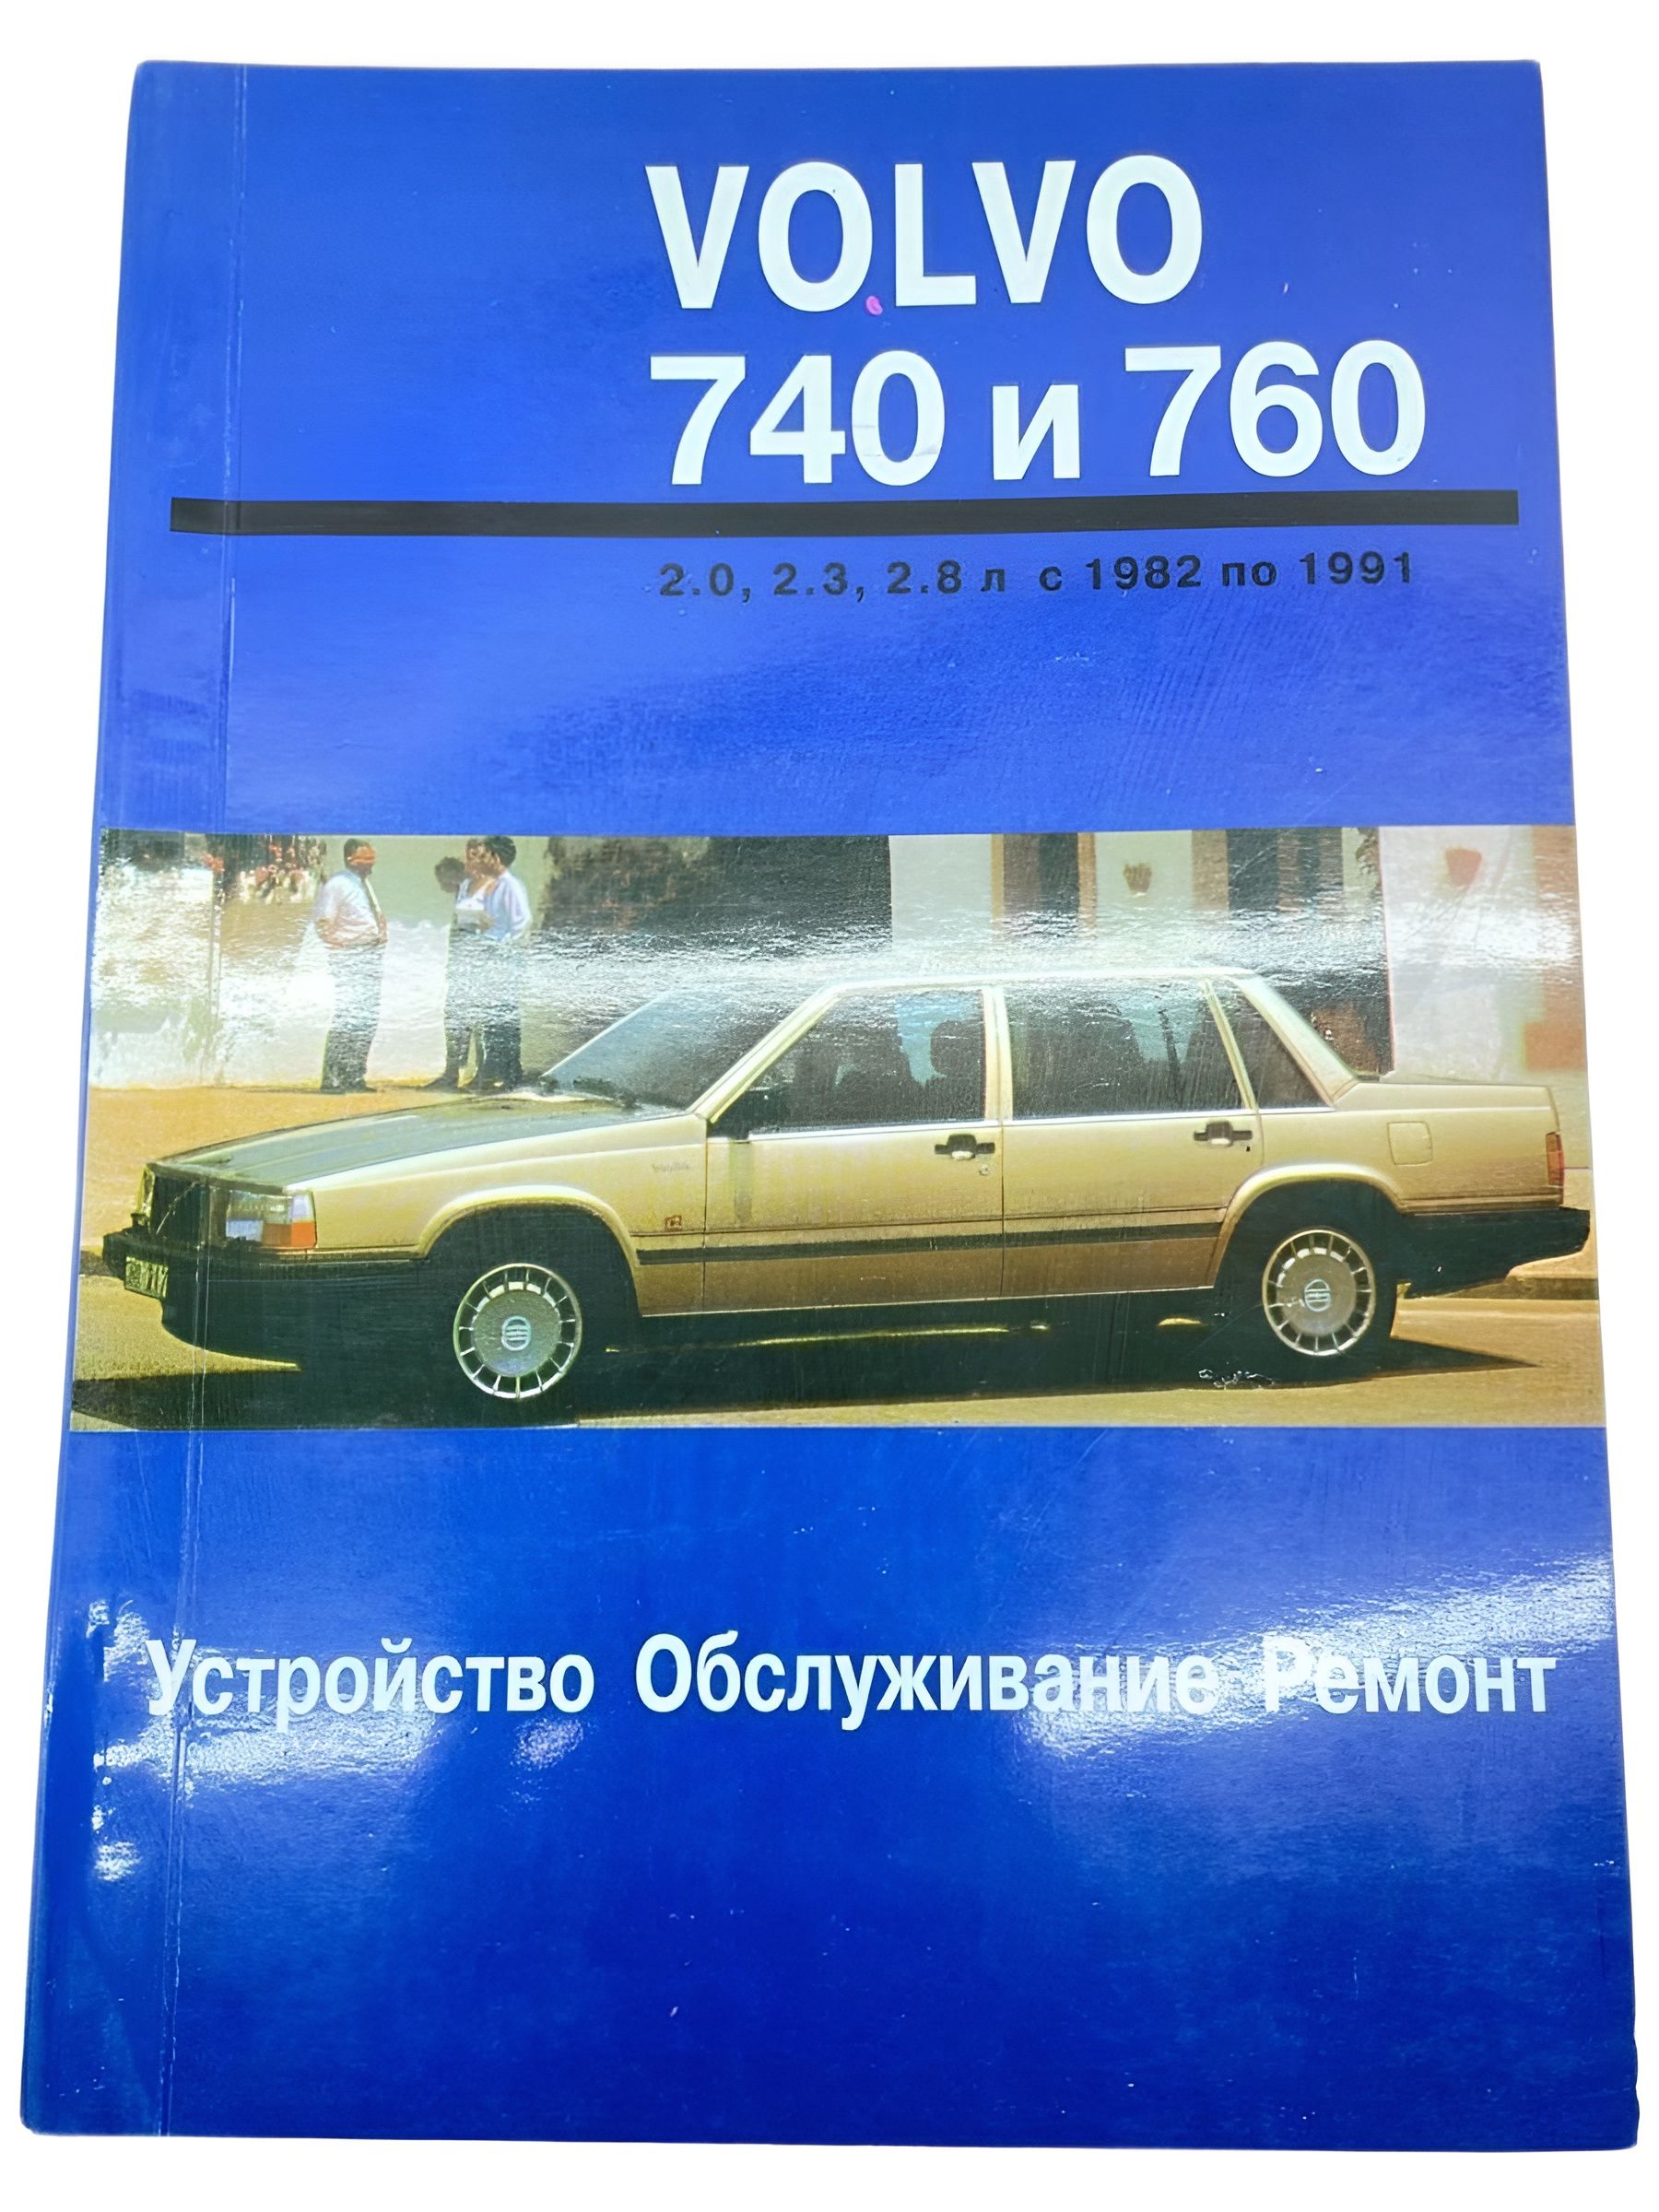 VOLVO
740 и 760
2.0, 2.3, 2.8 л с 1982 по 1991
Устройство Обслуживание Ремонт